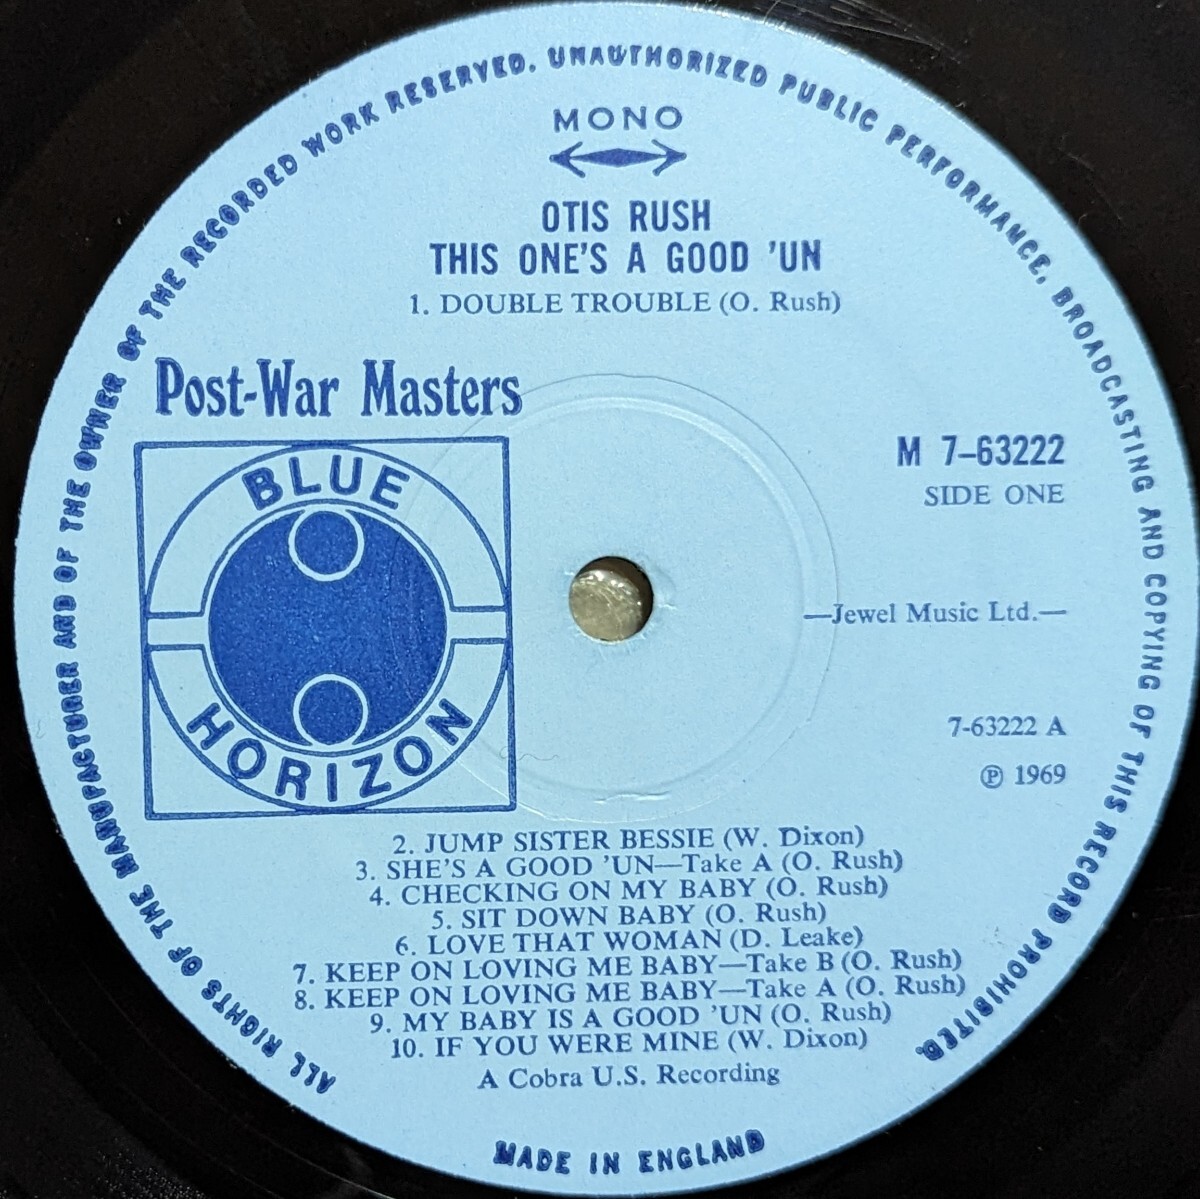 ALL RIGHTS OF THE MANUFACTURER AND OF THE OWNER OF THE RECORDED WORK RESERVED. UNAUTHORIZED PUBLIC PERFORMANCE, BROADCASTING AND COPYING OF THIS RECORD PROHIBITED.
MONO
OTIS RUSH
THIS ONE'S A GOOD 'UN
1. DOUBLE TROUBLE (O. Rush)
Post-War Masters
BLUE
HORIZON
M 7-63222
SIDE ONE
—Jewel Music Ltd.—
7-63222 A
Ⓟ 1969
2. JUMP SISTER BESSIE (W. Dixon)
3. SHE'S A GOOD 'UN—Take A (O. Rush)
4. CHECKING ON MY BABY (O. Rush)
5. SIT DOWN BABY (O. Rush)
6. LOVE THAT WOMAN (D. Leake)
7. KEEP ON LOVING ME BABY—Take B (O. Rush)
8. KEEP ON LOVING ME BABY—Take A (O. Rush)
9. MY BABY IS A GOOD 'UN (O. Rush)
10. IF YOU WERE MINE (W. Dixon)
A Cobra U.S. Recording
MADE IN ENGLAND